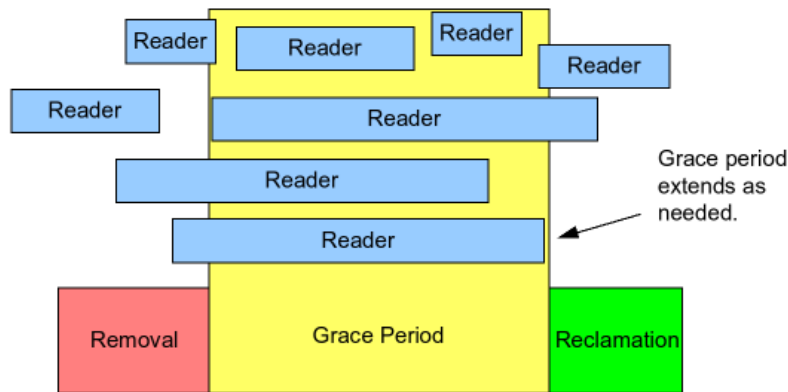 Reader
Reader
Reader
Reader
Reader
Reader
Reader
Reader
Grace period
extends as
needed.
Removal
Grace Period
Reclamation